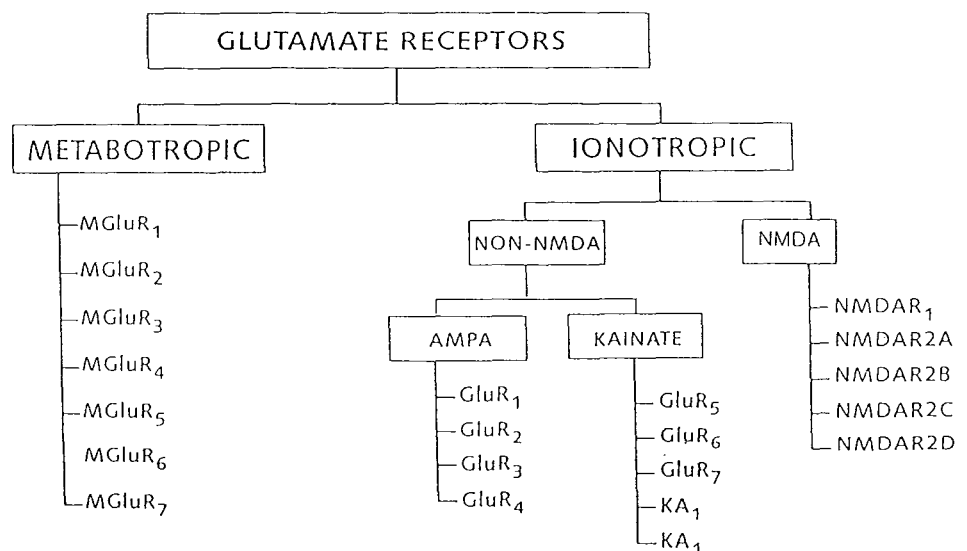 GLUTAMATE RECEPTORS
METABOTROPIC
MGluR1
MGluR2
MGluR3
MGluR4
MGluR5
MGluR6
MGluR7
IONOTROPIC
NON-NMDA
AMPA
GluR1
GluR2
GluR3
GluR4
KAINATE
GluR5
GluR6
GluR7
KA1
KA1
NMDA
NMDAR1
NMDAR2A
NMDAR2B
NMDAR2C
NMDAR2D